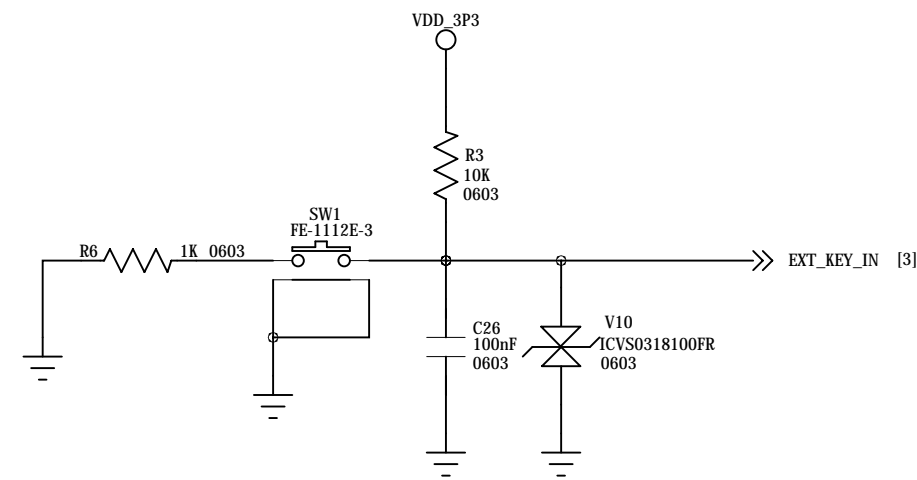 VDD_3P3
R3
10K
0603
SW1
FE-1112E-3
R6 1K 0603
EXT_KEY_IN [3]
C26
100nF
0603
V10
ICVS0318100FR
0603